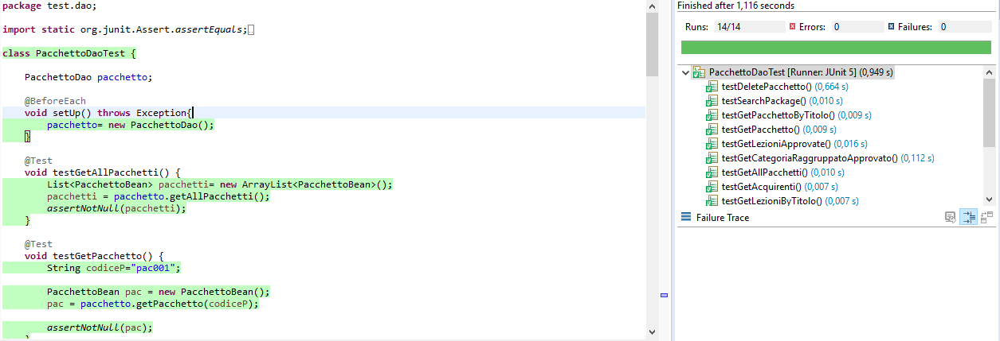 package test.dao;
import static org.junit.Assert.assertEquals;
class PacchettoDaoTest {
PacchettoDao pacchetto;
@BeforeEach
void setUp() throws Exception{
pacchetto= new PacchettoDao();
}
@Test
void testGetAllPacchetti() {
List<PacchettoBean> pacchetti= new ArrayList<PacchettoBean>();
pacchetti = pacchetto.getAllPacchetti();
assertNotNull(pacchetti);
}
@Test
void testGetPacchetto() {
String codiceP="pac001";
PacchettoBean pac = new PacchettoBean();
pac = pacchetto.getPacchetto(codiceP);
assertNotNull(pac);
Finished after 1,116 seconds
Runs: 14/14 Errors: 0 Failures: 0
PacchettoDaoTest [Runner: JUnit 5] (0,949 s)
testDeletePacchetto() (0,664 s)
testSearchPackage() (0,010 s)
testGetPacchettoByTitolo() (0,009 s)
testGetPacchetto() (0,009 s)
testGetLezioniApprovate() (0,016 s)
testGetCategoriaRaggruppatoApprovato() (0,112 s)
testGetAllPacchetti() (0,010 s)
testGetAcquirenti() (0,007 s)
testGetLezioniByTitolo() (0,007 s)
Failure Trace